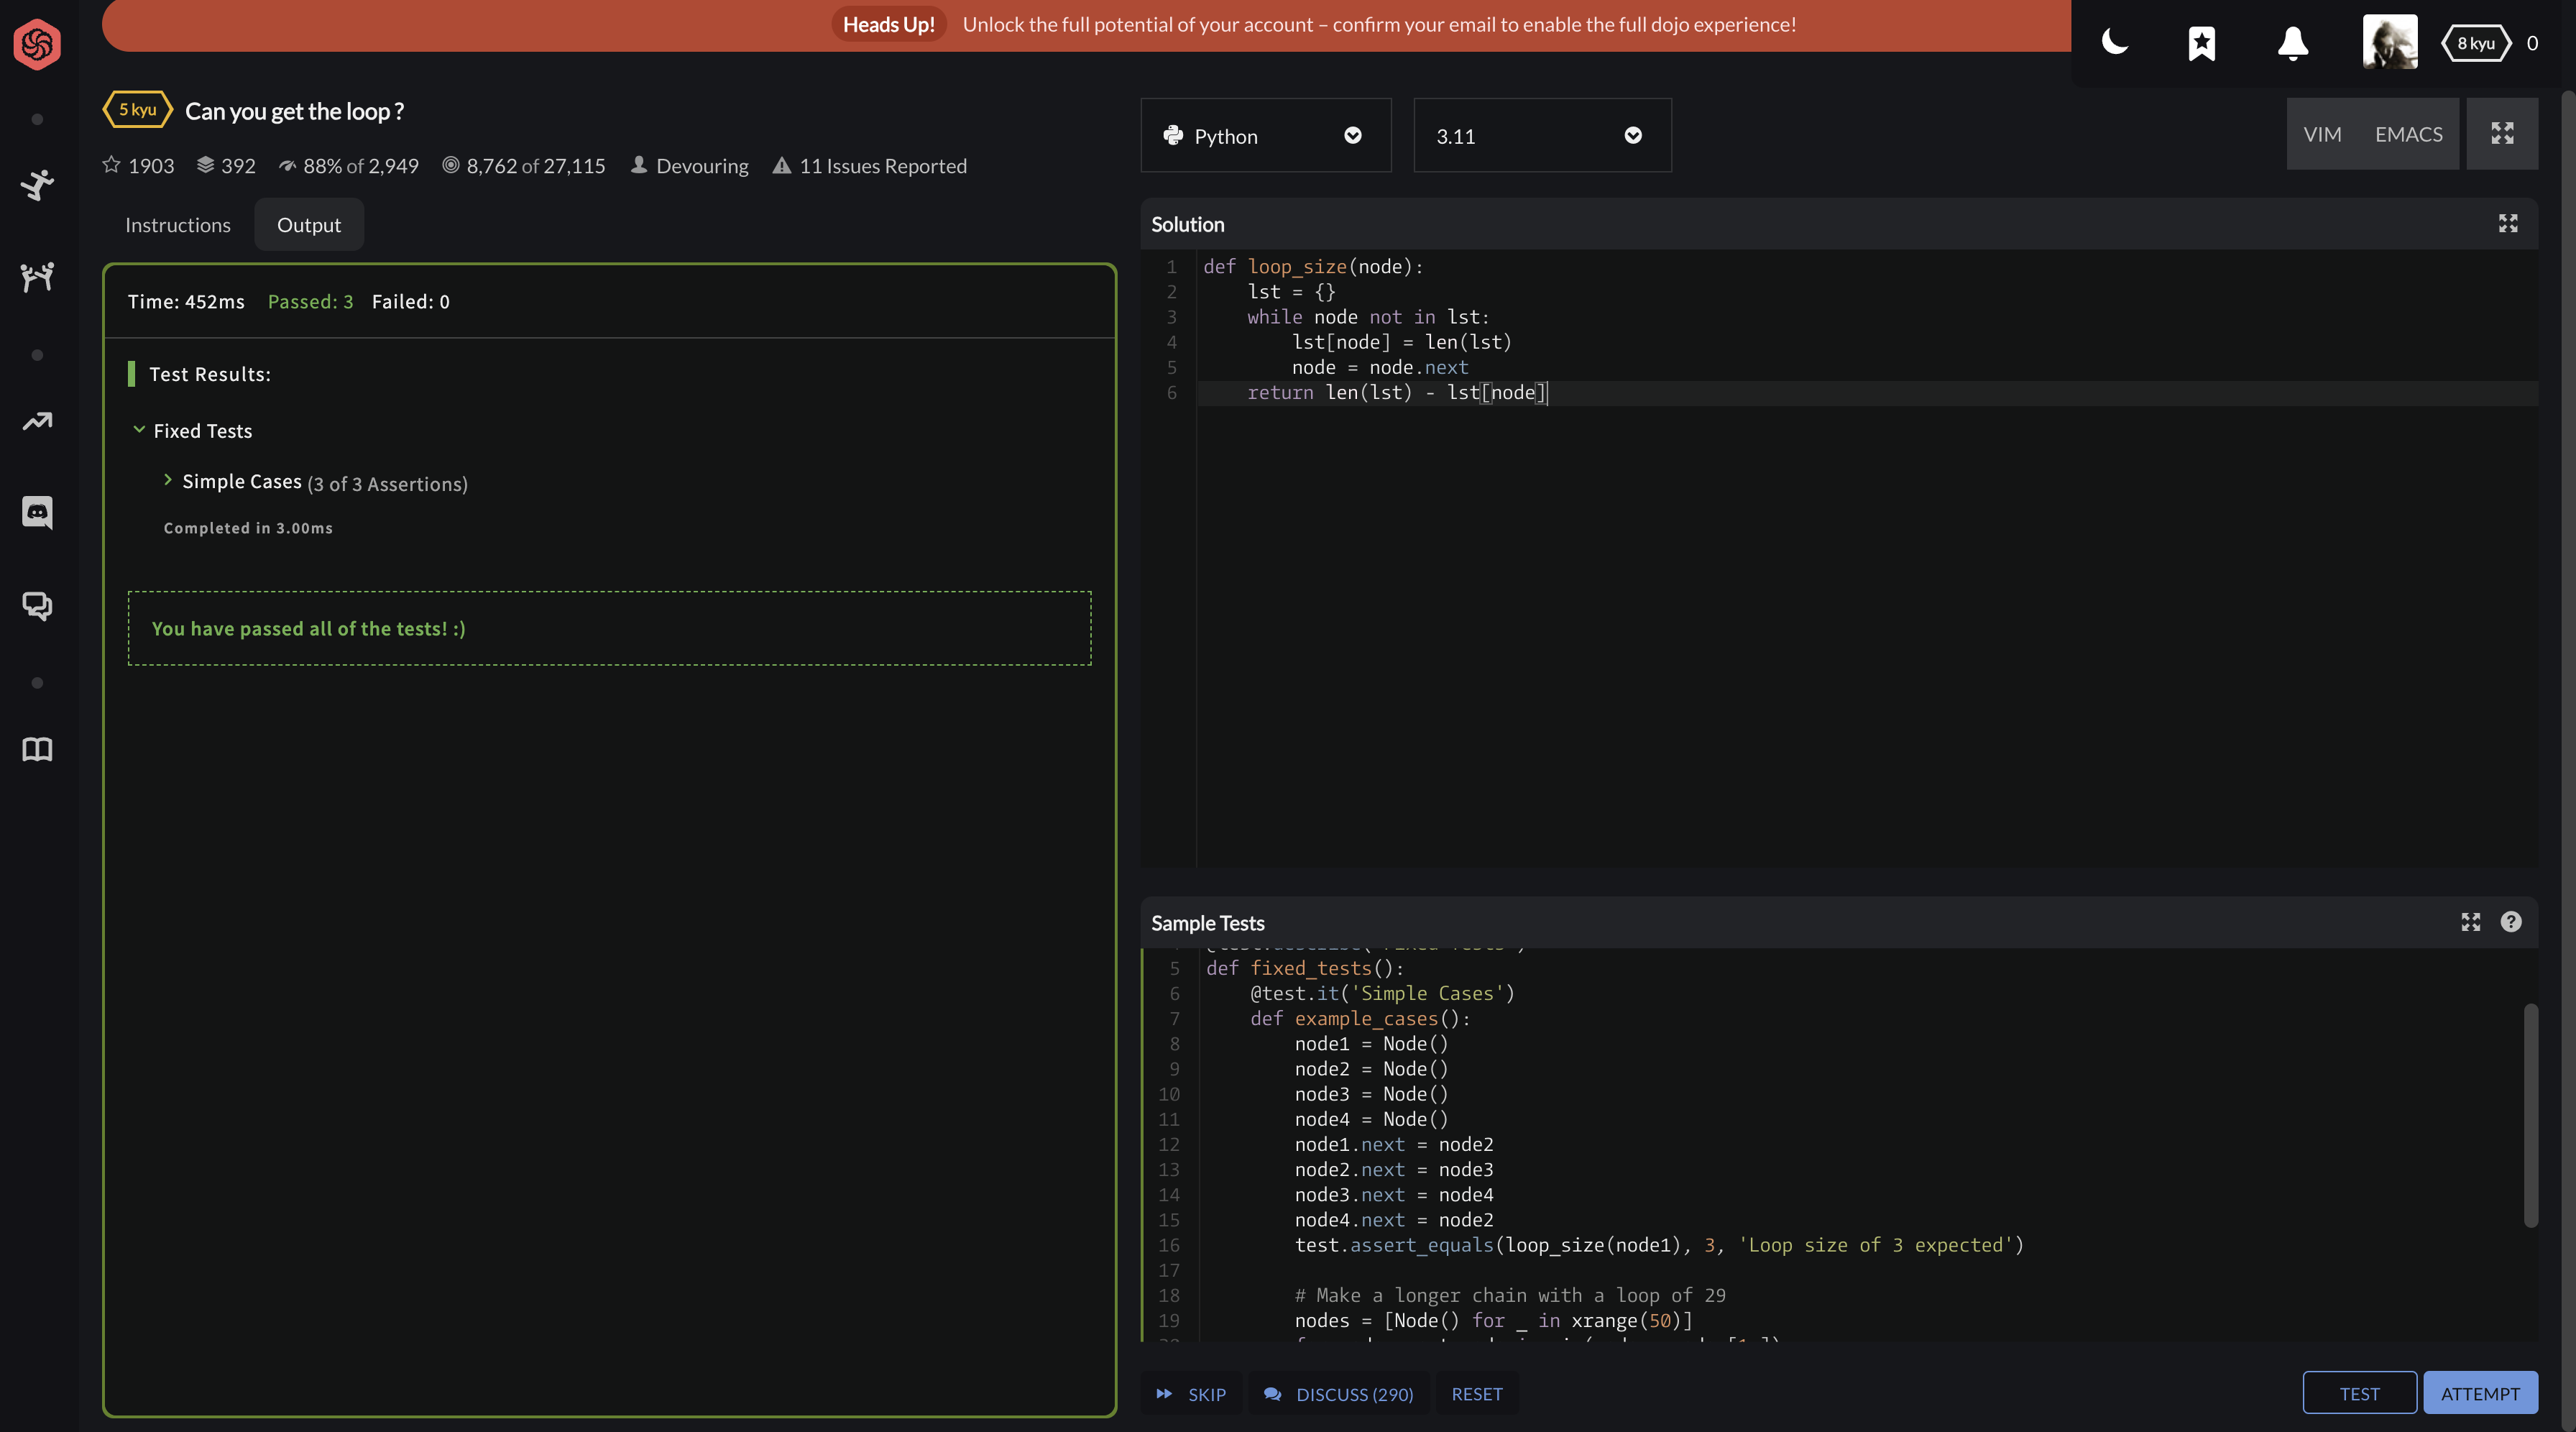 Heads Up! Unlock the full potential of your account – confirm your email to enable the full dojo experience!
8 kyu 0
5 kyu Can you get the loop ?
1903 392 88% of 2,949 8,762 of 27,115 Devouring 11 Issues Reported
Instructions Output
Time: 452ms Passed: 3 Failed: 0
Test Results:
Fixed Tests
Simple Cases (3 of 3 Assertions)
Completed in 3.00ms
You have passed all of the tests! :)
Python 3.11 VIM EMACS
Solution
1 def loop_size(node):
2     lst = {}
3     while node not in lst:
4         lst[node] = len(lst)
5         node = node.next
6     return len(lst) - lst[node]
Sample Tests
5 def fixed_tests():
6     @test.it('Simple Cases')
7     def example_cases():
8         node1 = Node()
9         node2 = Node()
10         node3 = Node()
11         node4 = Node()
12         node1.next = node2
13         node2.next = node3
14         node3.next = node4
15         node4.next = node2
16         test.assert_equals(loop_size(node1), 3, 'Loop size of 3 expected')
17
18         # Make a longer chain with a loop of 29
19         nodes = [Node() for _ in xrange(50)]
SKIP DISCUSS (290) RESET TEST ATTEMPT